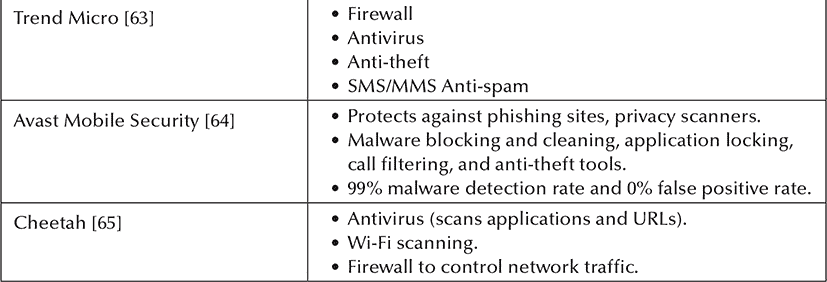 Trend Micro [63]
• Firewall
• Antivirus
• Anti-theft
• SMS/MMS Anti-spam
Avast Mobile Security [64]
• Protects against phishing sites, privacy scanners.
• Malware blocking and cleaning, application locking,
call filtering, and anti-theft tools.
• 99% malware detection rate and 0% false positive rate.
Cheetah [65]
• Antivirus (scans applications and URLs).
• Wi-Fi scanning.
• Firewall to control network traffic.